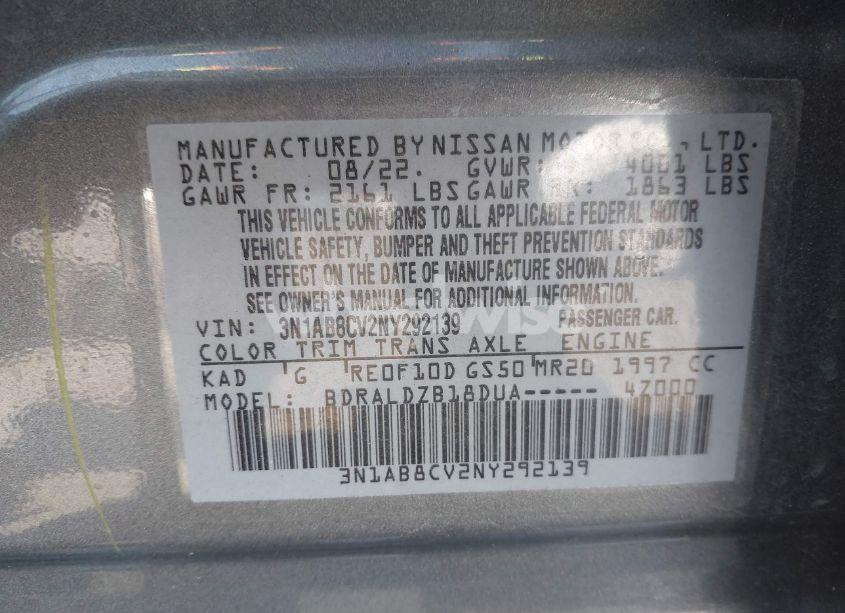 MANUFACTURED BY NISSAN MOTOR CO., LTD.
DATE: 08/22. GVWR: 4001 LBS
GAWR FR: 2161 LBS GAWR RR: 1863 LBS
THIS VEHICLE CONFORMS TO ALL APPLICABLE FEDERAL MOTOR
VEHICLE SAFETY, BUMPER AND THEFT PREVENTION STANDARDS
IN EFFECT ON THE DATE OF MANUFACTURE SHOWN ABOVE.
SEE OWNER'S MANUAL FOR ADDITIONAL INFORMATION.
VIN: 3N1AB8CV2NY292139 PASSENGER CAR.
COLOR TRIM TRANS AXLE ENGINE
KAD G RE0F10D GS50 MR20 1997 CC
MODEL: BDRALDZB18DUA----- 4Z000
3N1AB8CV2NY292139